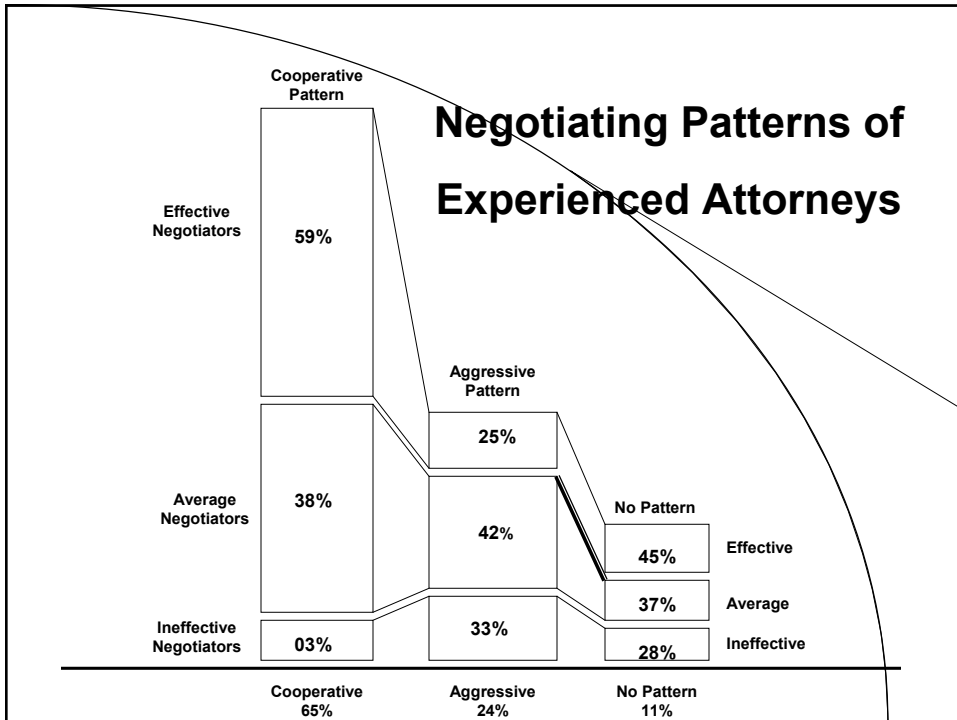 Cooperative
Pattern
Negotiating Patterns of
Experienced Attorneys
Effective
Negotiators
59%
Aggressive
Pattern
25%
Average
Negotiators
38%
42%
No Pattern
45%
Effective
37%
Average
Ineffective
Negotiators
03%
33%
28%
Ineffective
Cooperative
65%
Aggressive
24%
No Pattern
11%